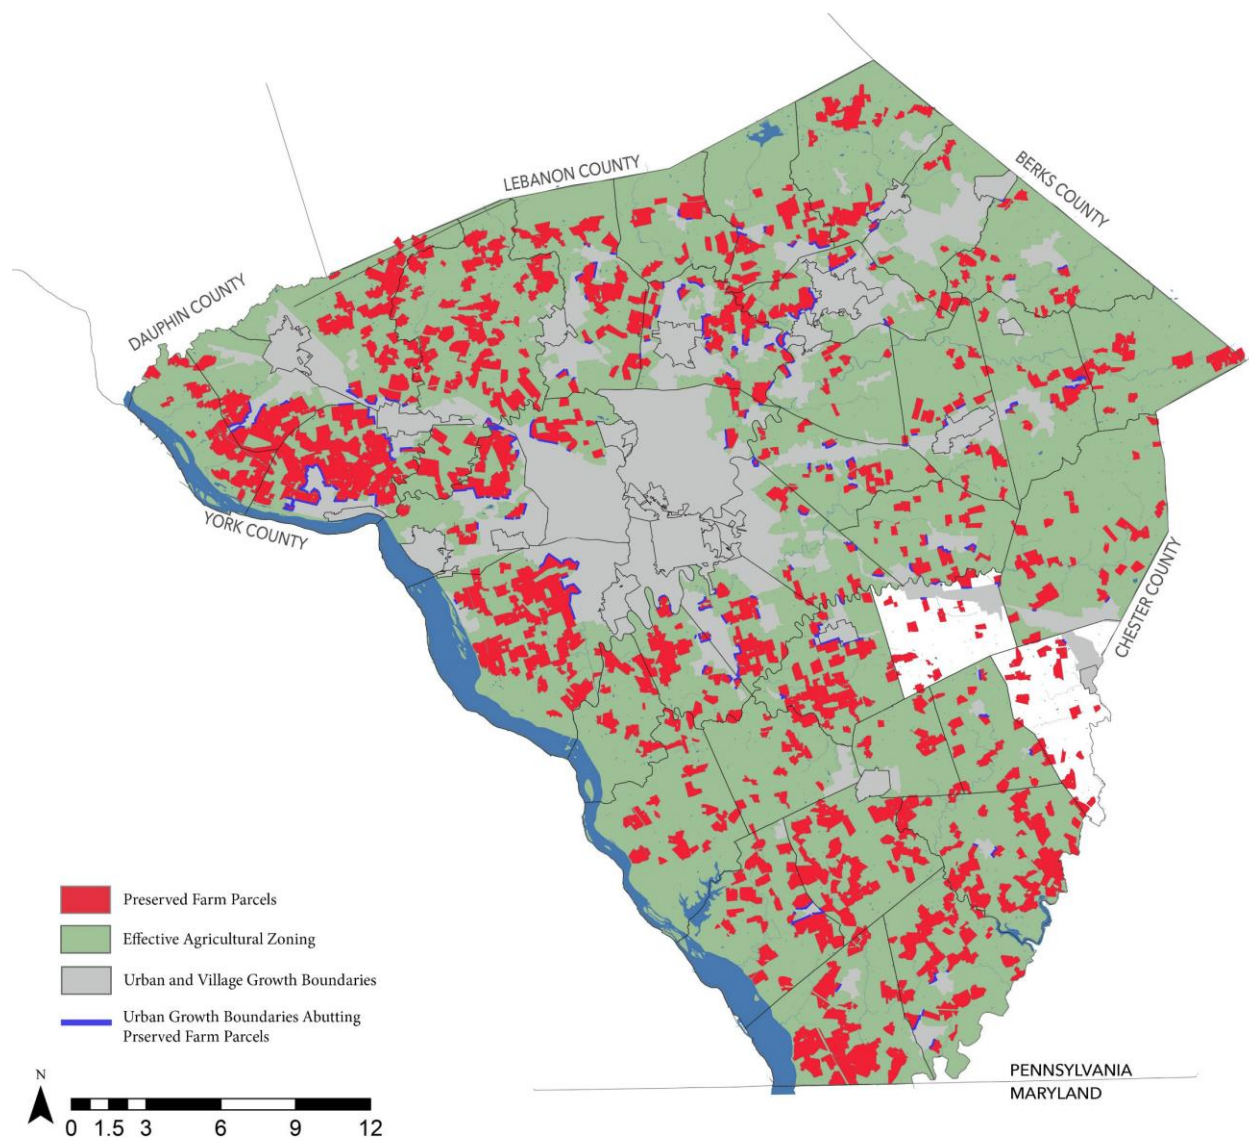 LEBANON COUNTY
BERKS COUNTY
DAUPHIN COUNTY
YORK COUNTY
CHESTER COUNTY
Preserved Farm Parcels
Effective Agricultural Zoning
Urban and Village Growth Boundaries
Urban Growth Boundaries Abutting
Prserved Farm Parcels
PENNSYLVANIA
MARYLAND
N
0 1.5 3 6 9 12